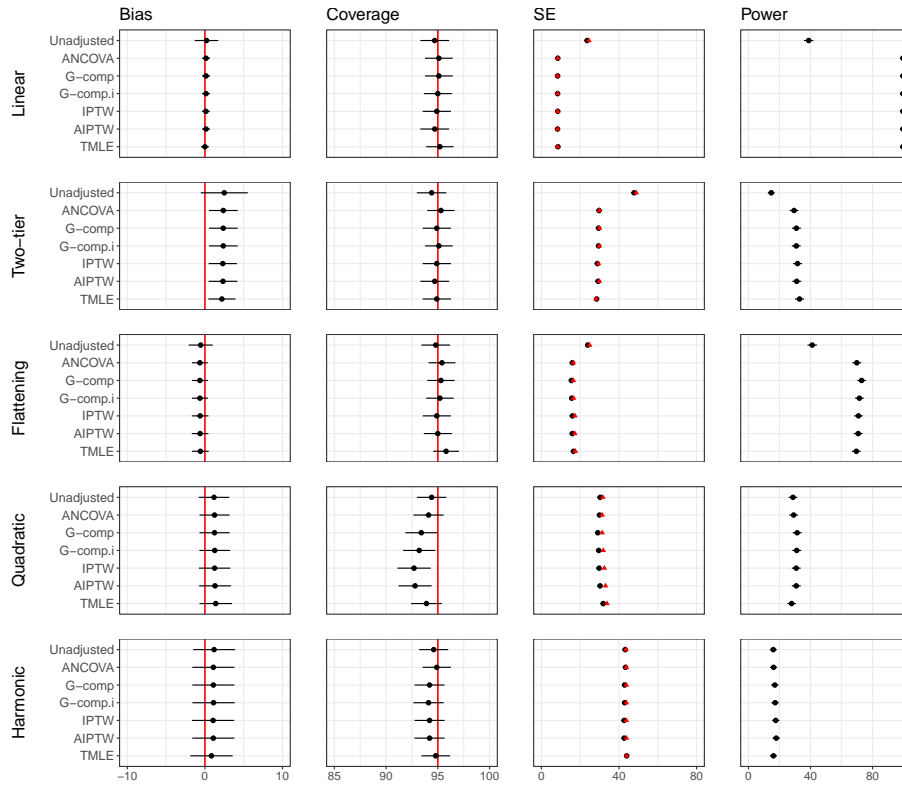 Bias Coverage SE Power
Linear
Unadjusted
ANCOVA
G−comp
G−comp.i
IPTW
AIPTW
TMLE
Two−tier
Unadjusted
ANCOVA
G−comp
G−comp.i
IPTW
AIPTW
TMLE
Flattening
Unadjusted
ANCOVA
G−comp
G−comp.i
IPTW
AIPTW
TMLE
Quadratic
Unadjusted
ANCOVA
G−comp
G−comp.i
IPTW
AIPTW
TMLE
Harmonic
Unadjusted
ANCOVA
G−comp
G−comp.i
IPTW
AIPTW
TMLE
−10 0 10 85 90 95 100 0 40 80 0 40 80